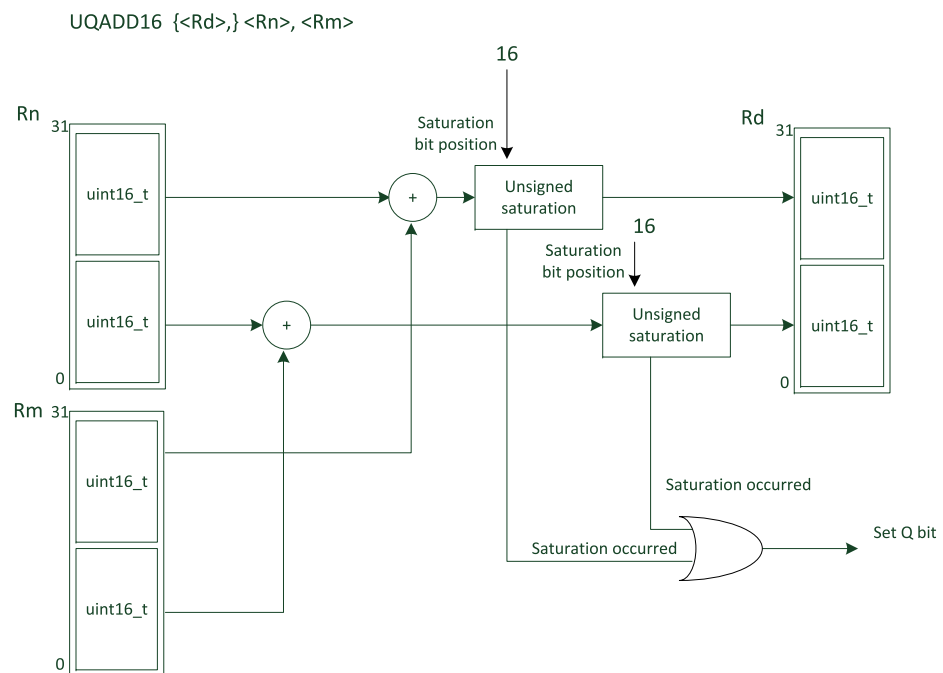 UQADD16 {<Rd>,} <Rn>, <Rm>
16
Rn
31
Saturation
bit position
Rd
31
uint16_t
+
Unsigned
saturation
uint16_t
16
Saturation
bit position
uint16_t
+
Unsigned
saturation
uint16_t
0
0
Rm
31
uint16_t
Saturation occurred
Set Q bit
Saturation occurred
uint16_t
0